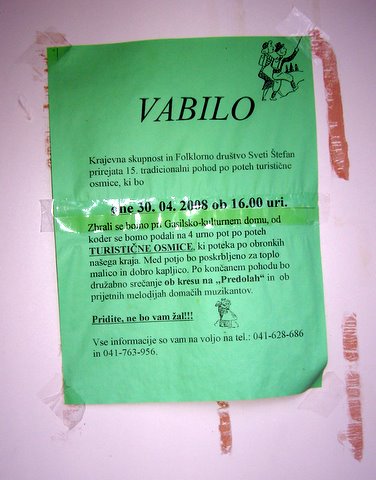 VABILO
Krajevna skupnost in Folklorno društvo Sveti Štefan
prirejata 15. tradicionalni pohod po poteh turistične
osmice, ki bo
dne 30. 04. 2008 ob 16.00 uri.
Zbrali se bomo pri Gasilsko-kulturnem domu, od
koder se bomo podali na 4 urno pot po poteh
TURISTIČNE OSMICE, ki poteka po obronkih
našega kraja. Med potjo bo poskrbljeno za toplo
malico in dobro kapljico. Po končanem pohodu bo
družabno srečanje ob kresu na „Predolah“ in ob
prijetnih melodijah domačih muzikantov.
Pridite, ne bo vam žal!!!
Vse informacije so vam na voljo na tel.: 041-628-686
in 041-763-956.